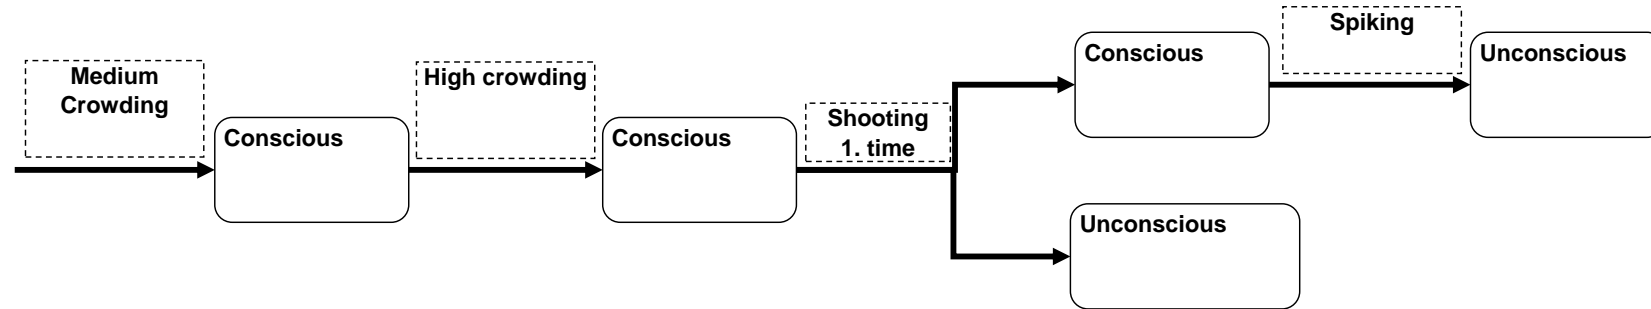 Medium
Crowding
Conscious
High crowding
Conscious
Shooting
1. time
Conscious
Spiking
Unconscious
Unconscious